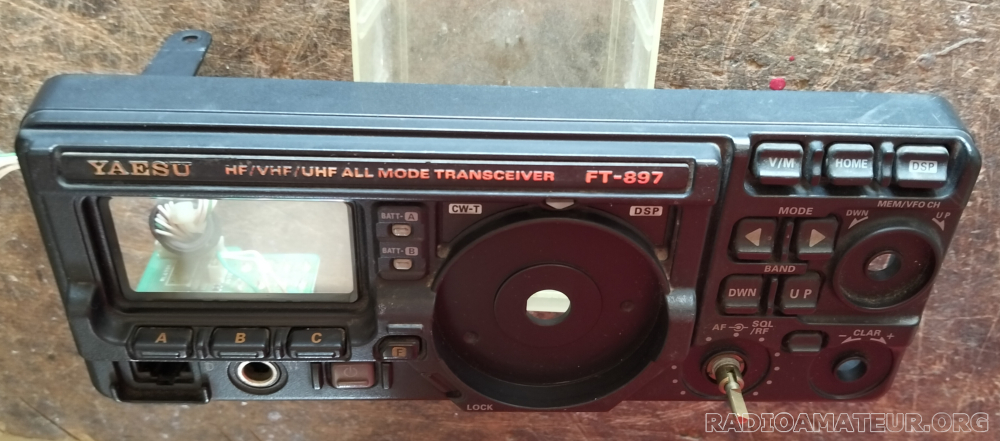 YAESU HF/VHF/UHF ALL MODE TRANSCEIVER FT-897
V/M HOME DSP
MEM/VFO CH
DWN UP
BATT-A
BATT-B
CW-T DSP
MODE
BAND
DWN UP
A B C F
AF SQL
/RF
- CLAR +
LOCK
RADIOAMATEUR.ORG